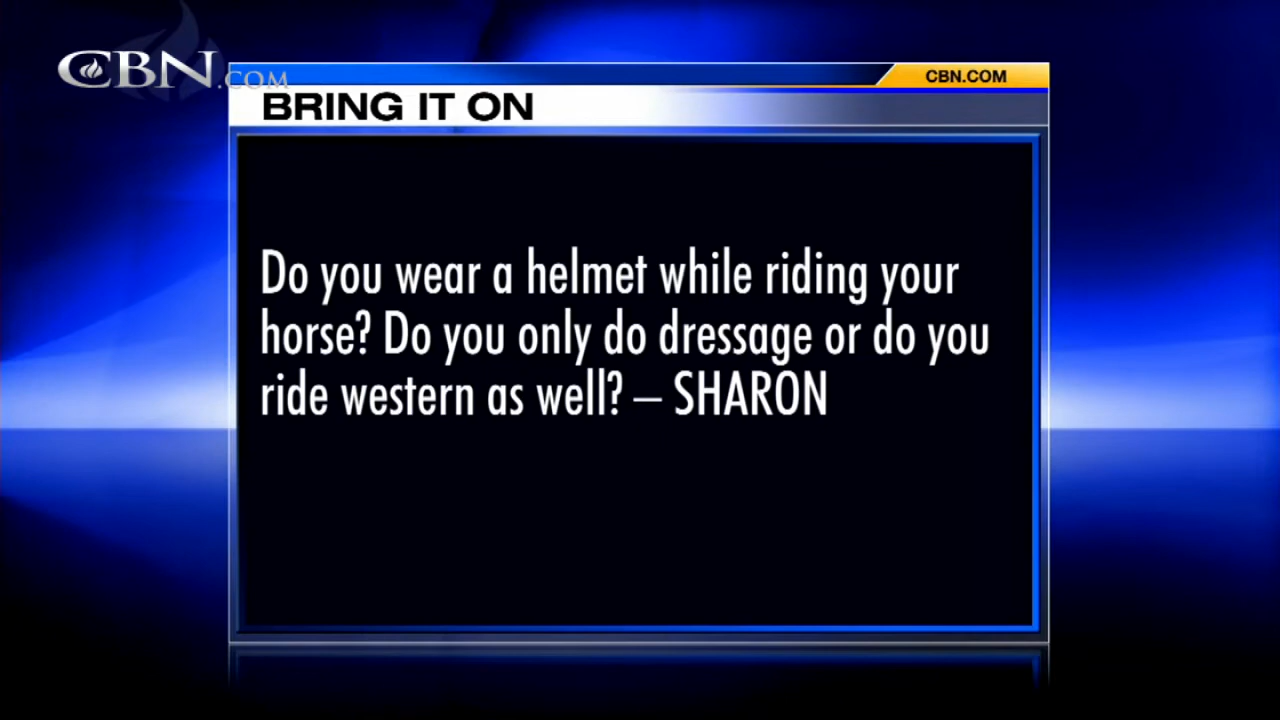 CBN.COM
CBN.COM
BRING IT ON
Do you wear a helmet while riding your
horse? Do you only do dressage or do you
ride western as well? – SHARON